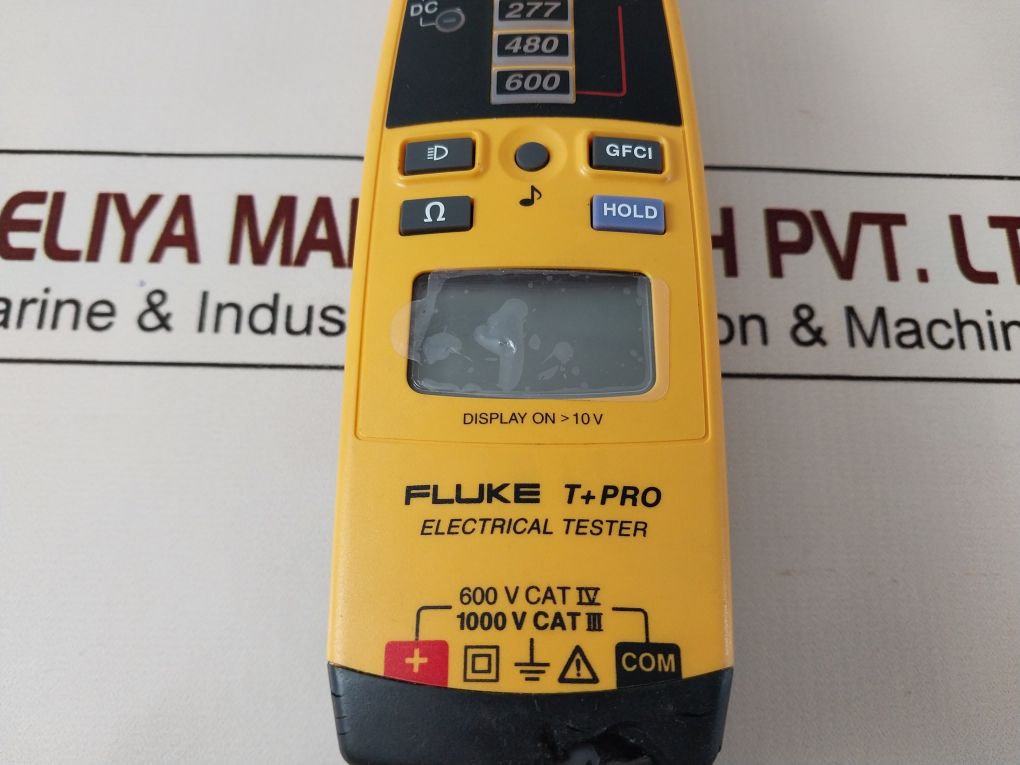 DC
277
480
600
GFCI
Ω HOLD
ELIYA MA H PVT. LT
arine & Indus on & Machin
DISPLAY ON > 10 V
FLUKE T+PRO
ELECTRICAL TESTER
600 V CAT IV
1000 V CAT III
+ COM